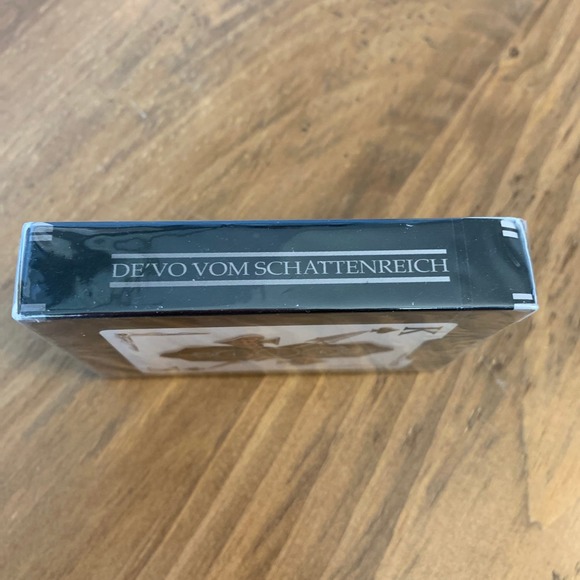 DE'VO VOM SCHATTENREICH
K